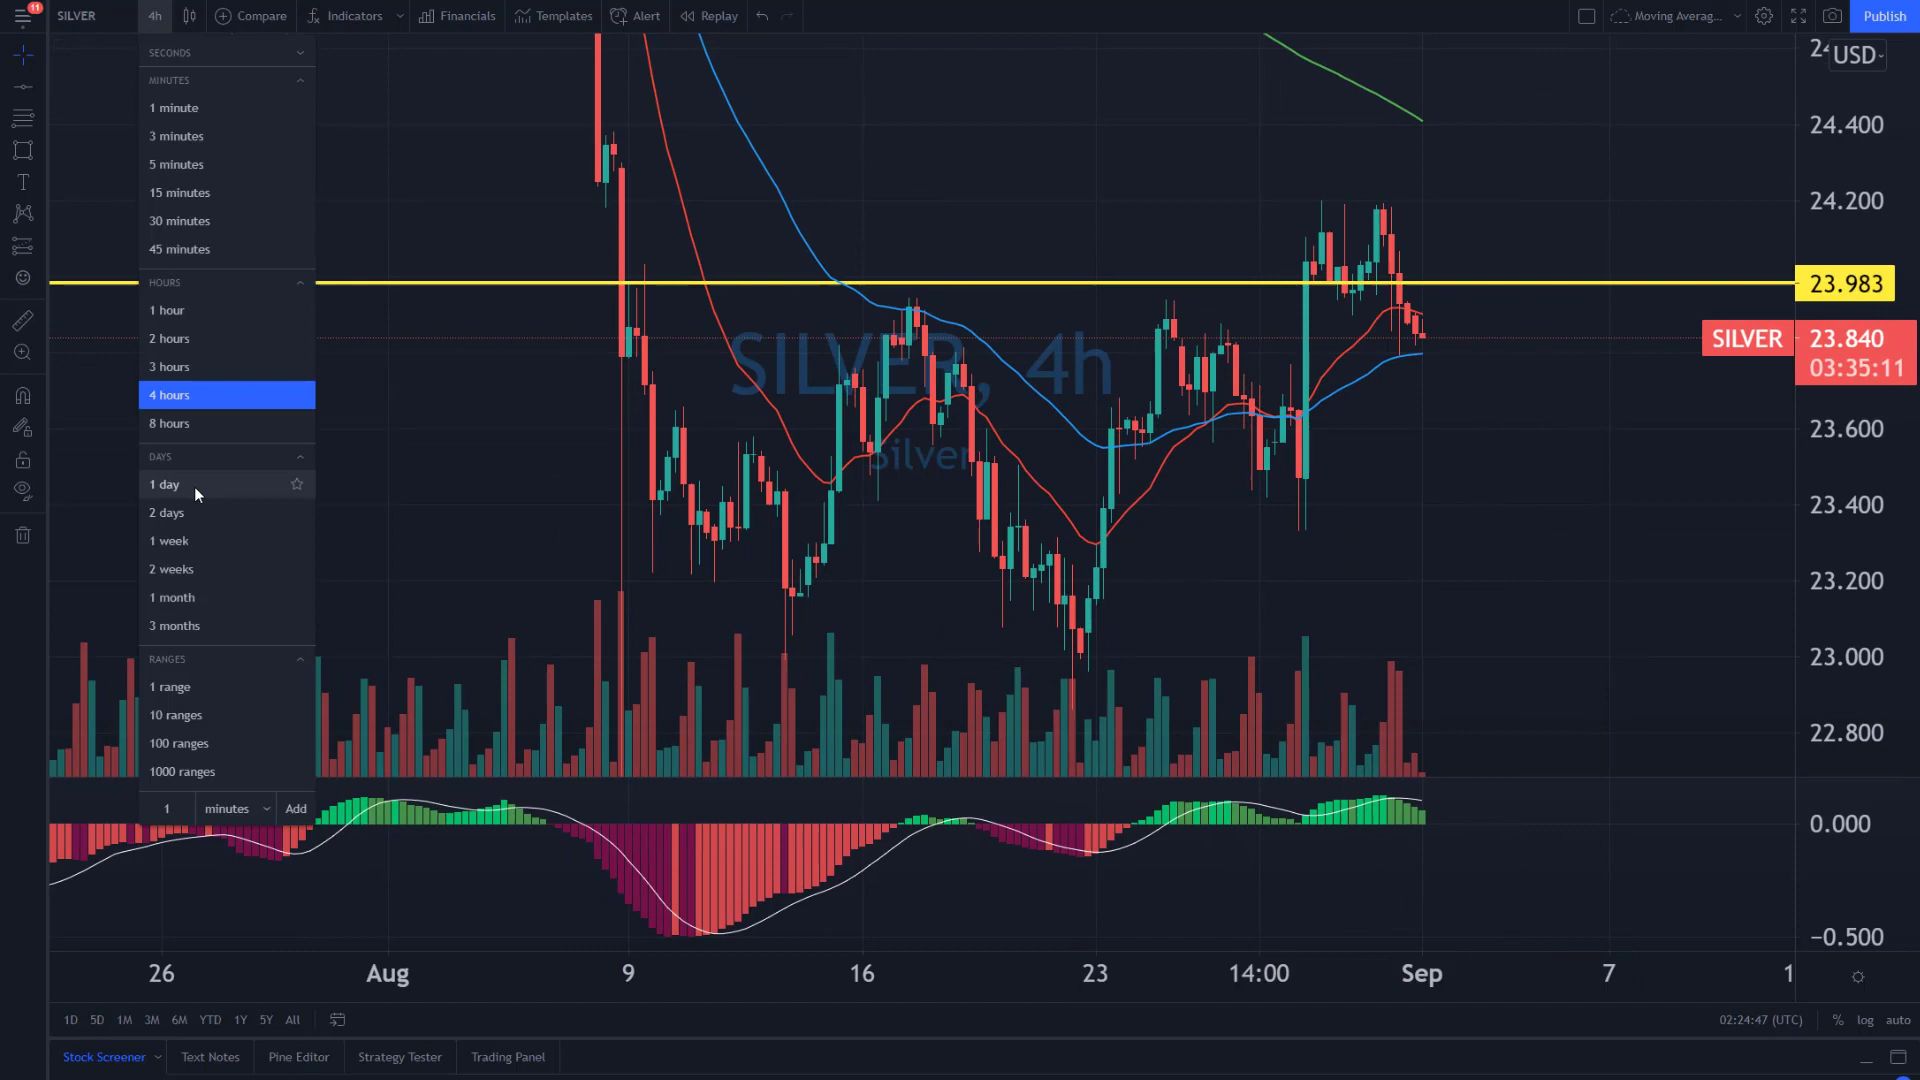 11
SILVER
4h
Compare
Indicators
Financials
Templates
Alert
Replay
Moving Averag...
Publish
SECONDS
MINUTES
1 minute
3 minutes
5 minutes
15 minutes
30 minutes
45 minutes
HOURS
1 hour
2 hours
3 hours
4 hours
8 hours
DAYS
1 day
2 days
1 week
2 weeks
1 month
3 months
RANGES
1 range
10 ranges
100 ranges
1000 ranges
1 minutes Add
SILVER, 4h
Silver
USD
24.400
24.200
23.983
SILVER 23.840
03:35:11
23.600
23.400
23.200
23.000
22.800
0.000
−0.500
26 Aug 9 16 23 14:00 Sep 7 1
1D 5D 1M 3M 6M YTD 1Y 5Y All
02:24:47 (UTC) % log auto
Stock Screener Text Notes Pine Editor Strategy Tester Trading Panel